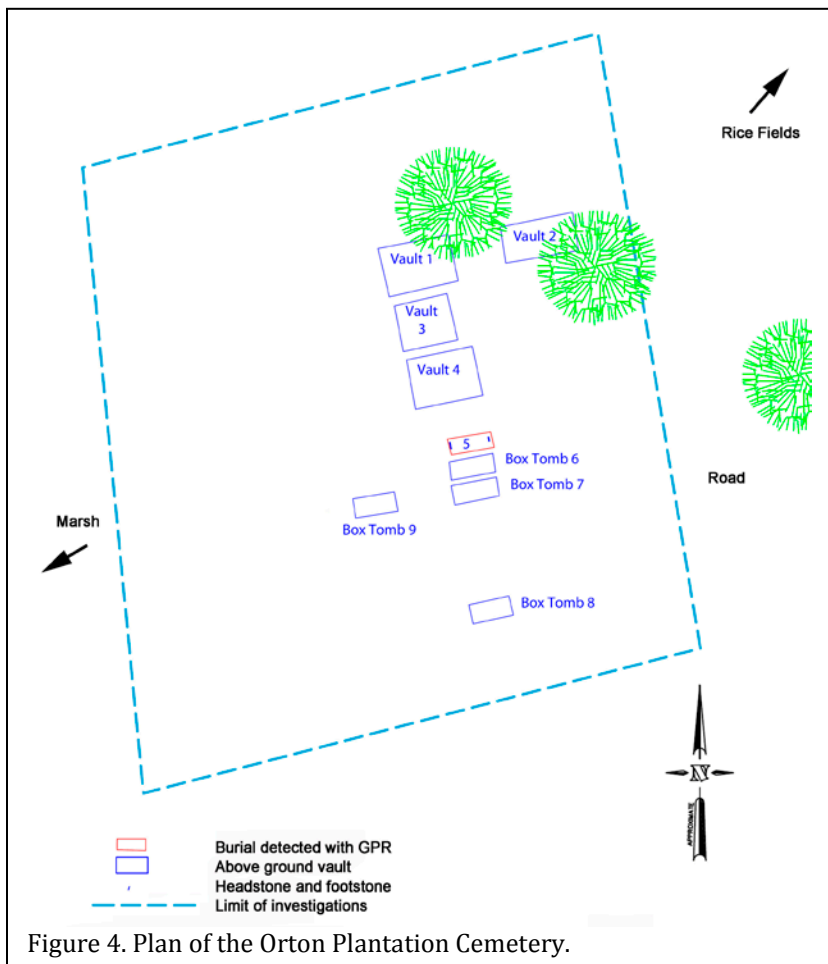 Rice Fields
Vault 2
Vault 1
Vault
3
Vault 4
5
Box Tomb 6
Box Tomb 7
Road
Box Tomb 9
Marsh
Box Tomb 8
N
APPROXIMATE
Burial detected with GPR
Above ground vault
Headstone and footstone
Limit of investigations
Figure 4. Plan of the Orton Plantation Cemetery.